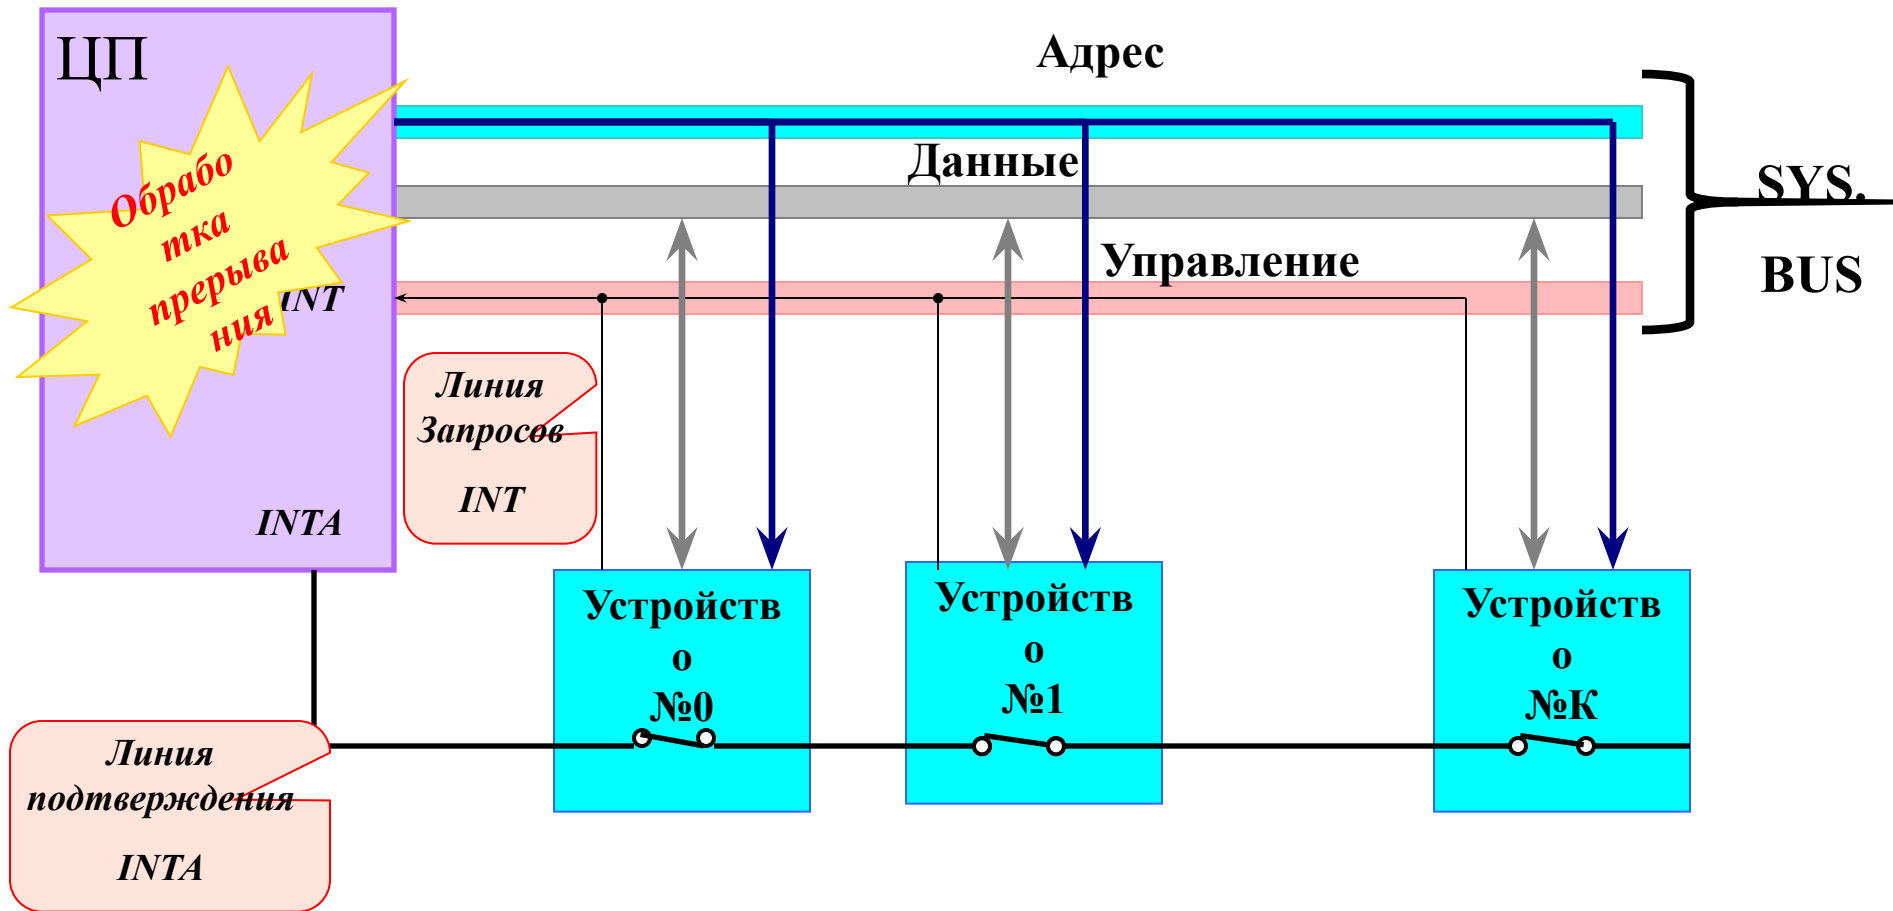 ЦП
Обрабо
тка
прерыва
ния
INT
INTA
Адрес
Данные
Управление
SYS.
BUS
Линия
Запросов
INT
Устройств
о
№0
Устройств
о
№1
Устройств
о
№К
Линия
подтверждения
INTA